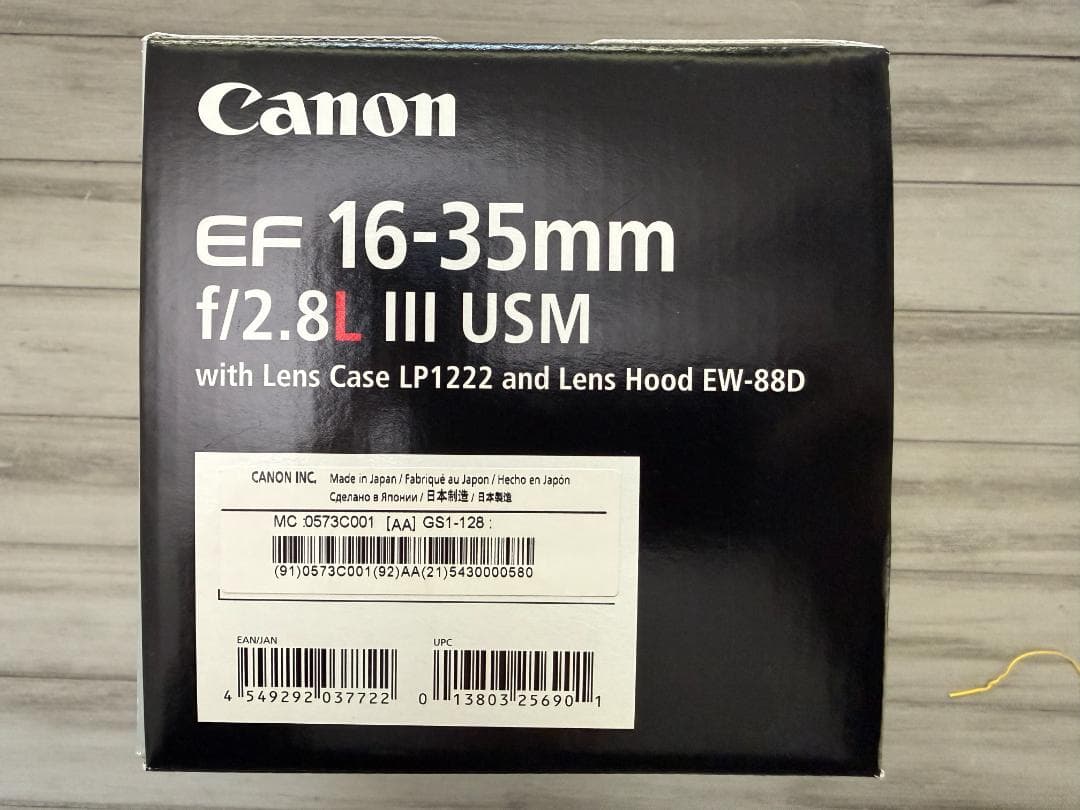 Canon
EF 16-35mm
f/2.8L III USM
with Lens Case LP1222 and Lens Hood EW-88D
CANON INC. Made in Japan / Fabriqué au Japon / Hecho en Japón
Сделано в Японии / 日本制造 / 日本製造
MC :0573C001 [AA] GS1-128 :
(91)0573C001(92)AA(21)5430000580
EAN/JAN
4 549292 037722
UPC
0 13803 25690 1